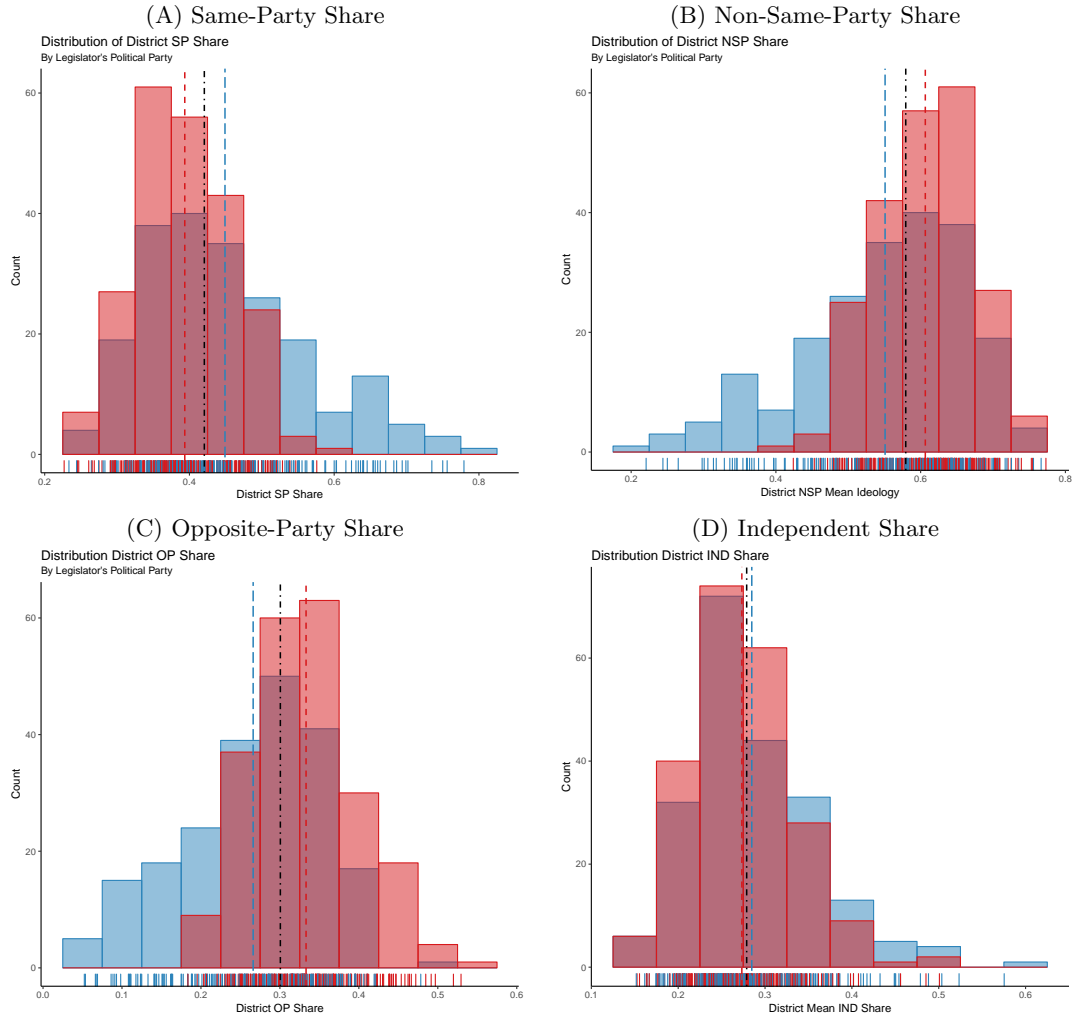 (A) Same-Party Share
Distribution of District SP Share
By Legislator's Political Party
Count
60
40
20
0
0.2 0.4 0.6 0.8
District SP Share
(B) Non-Same-Party Share
Distribution of District NSP Share
By Legislator's Political Party
Count
60
40
20
0
0.2 0.4 0.6 0.8
District NSP Mean Ideology
(C) Opposite-Party Share
Distribution District OP Share
By Legislator's Political Party
Count
60
40
20
0
0.0 0.1 0.2 0.3 0.4 0.5 0.6
District OP Share
(D) Independent Share
Distribution District IND Share
Count
60
40
20
0
0.1 0.2 0.3 0.4 0.5 0.6
District Mean IND Share